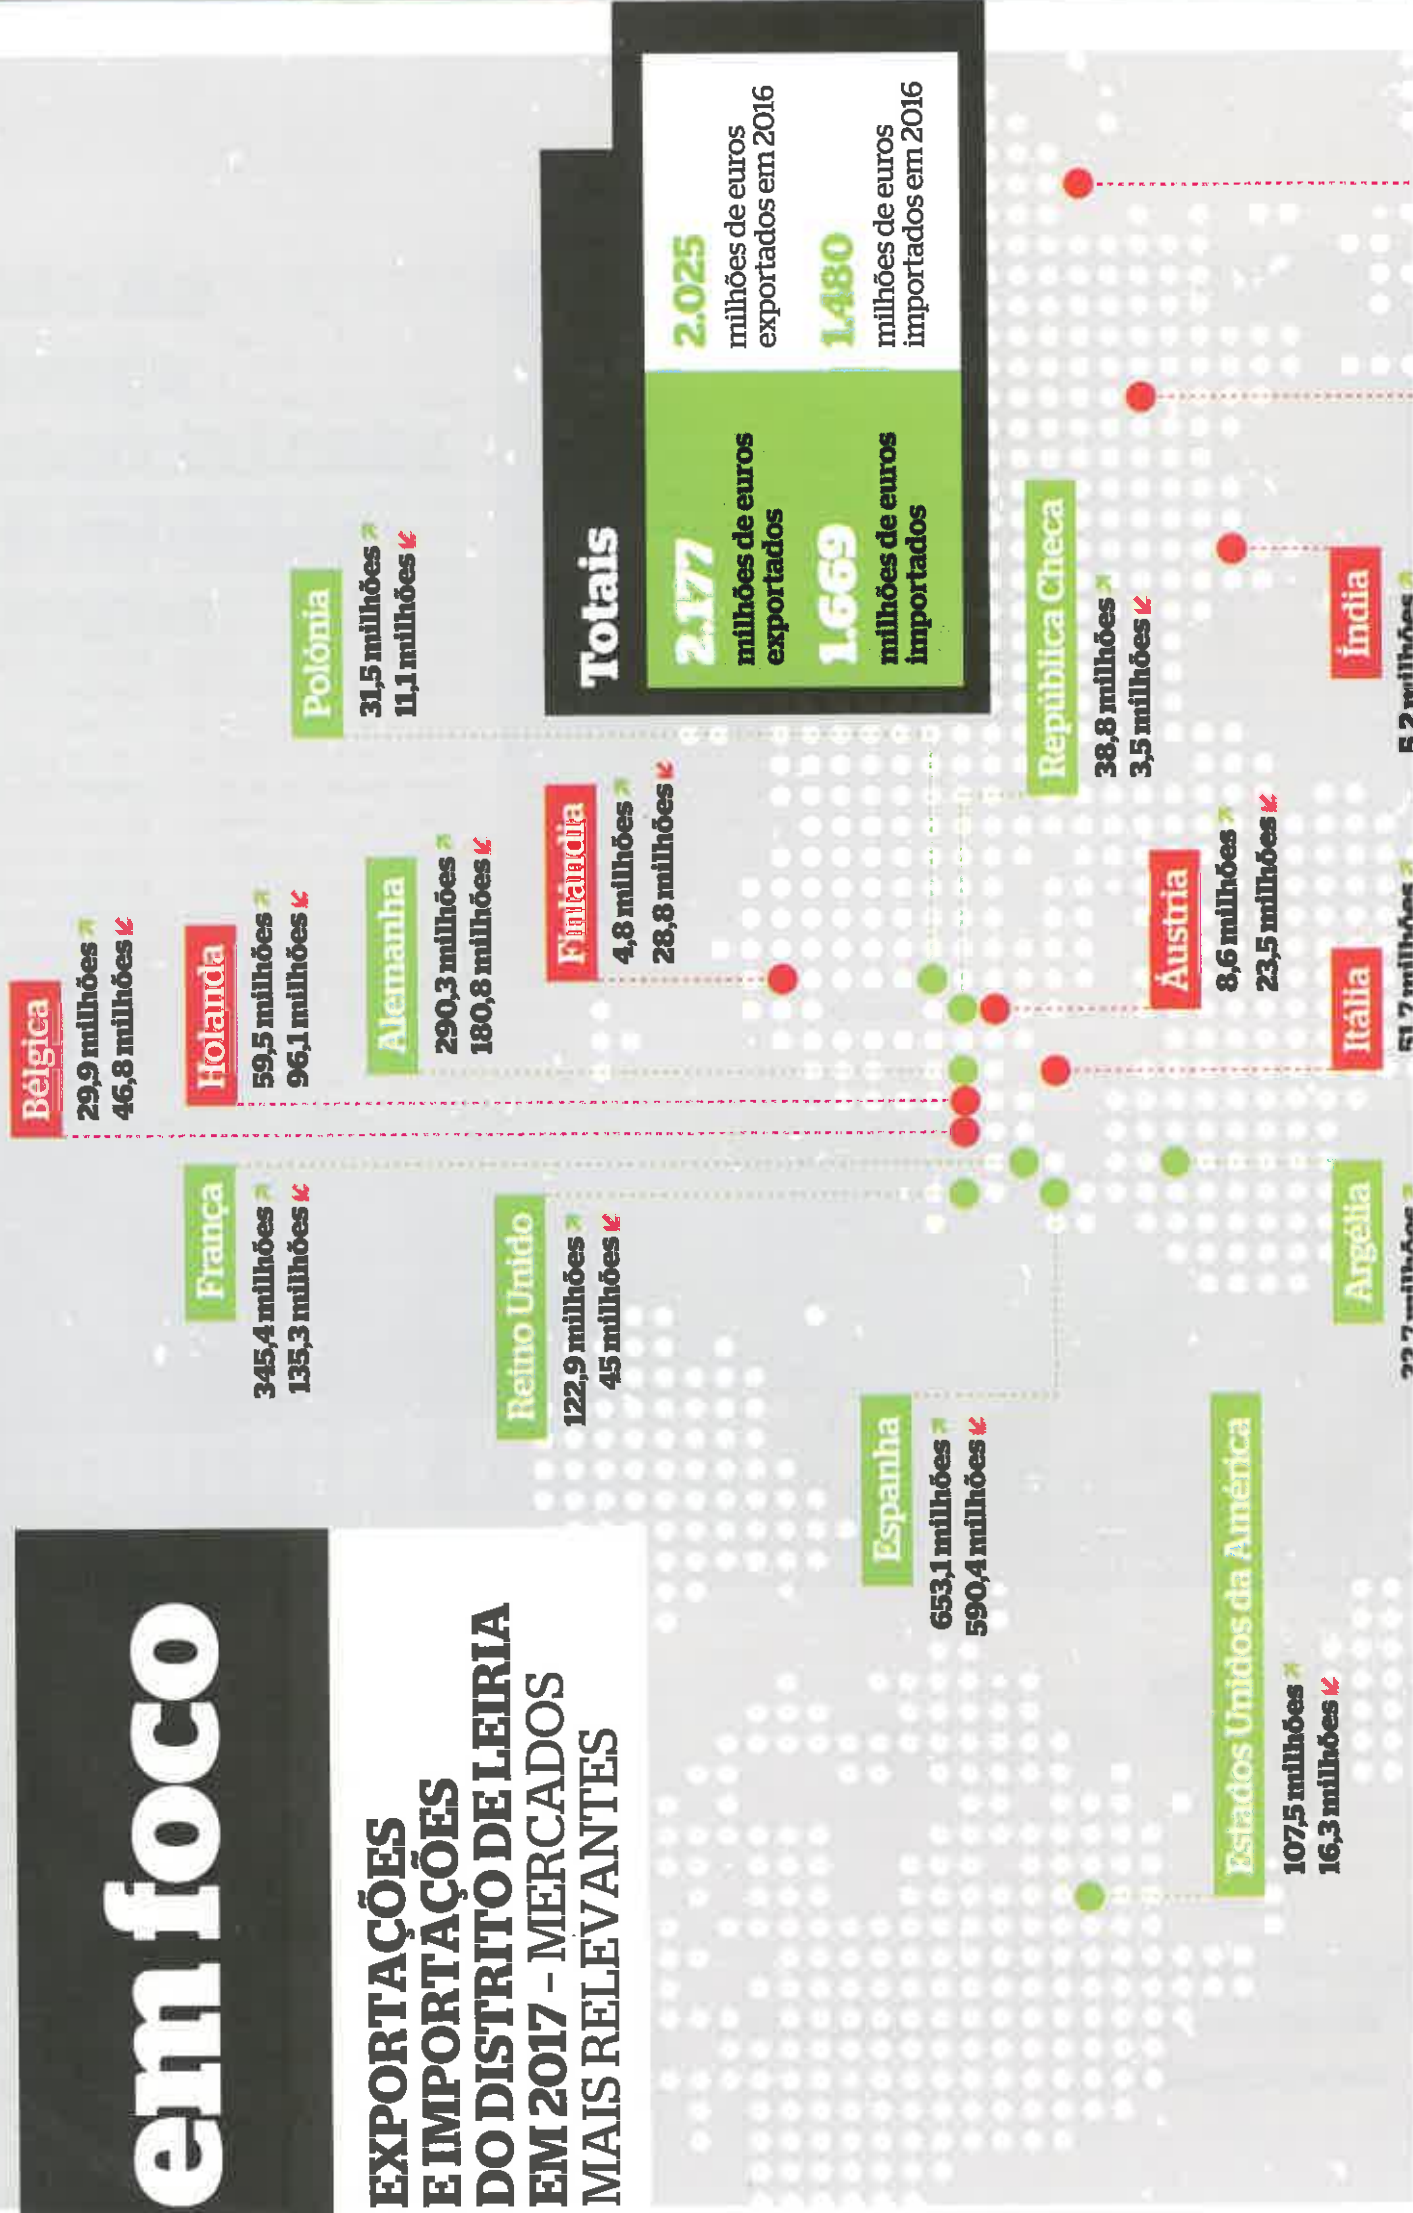 em foco
EXPORTAÇÕES
E IMPORTAÇÕES
DO DISTRITO DE LEIRIA
EM 2017 – MERCADOS
MAIS RELEVANTES
Bélgica
29,9 milhões
46,8 milhões
França
345,4 milhões
135,3 milhões
Holanda
59,5 milhões
96,1 milhões
Alemanha
290,3 milhões
180,8 milhões
Polónia
31,5 milhões
11,1 milhões
Reino Unido
122,9 milhões
45 milhões
Finlândia
4,8 milhões
28,8 milhões
Totais
2.177
milhões de euros
exportados
2.025
milhões de euros
exportados em 2016
1.669
milhões de euros
importados
1.480
milhões de euros
importados em 2016
Espanha
653,1 milhões
590,4 milhões
República Checa
38,8 milhões
3,5 milhões
Áustria
8,6 milhões
23,5 milhões
Estados Unidos da América
107,5 milhões
16,3 milhões
Argélia
Itália
51,7 milhões
Índia
5,2 milhões